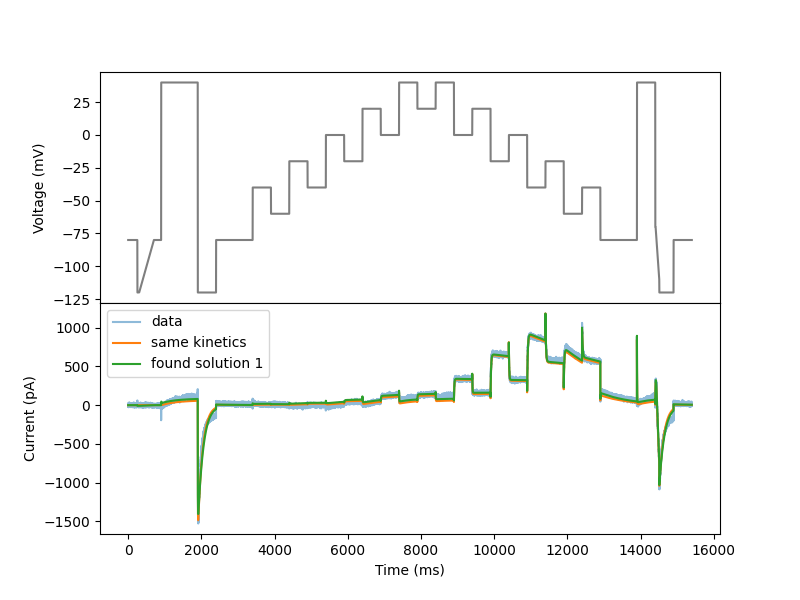 25
0
−25
−50
−75
−100
−125
Voltage (mV)
data
same kinetics
found solution 1
1000
500
0
−500
−1000
−1500
Current (pA)
0 2000 4000 6000 8000 10000 12000 14000 16000
Time (ms)